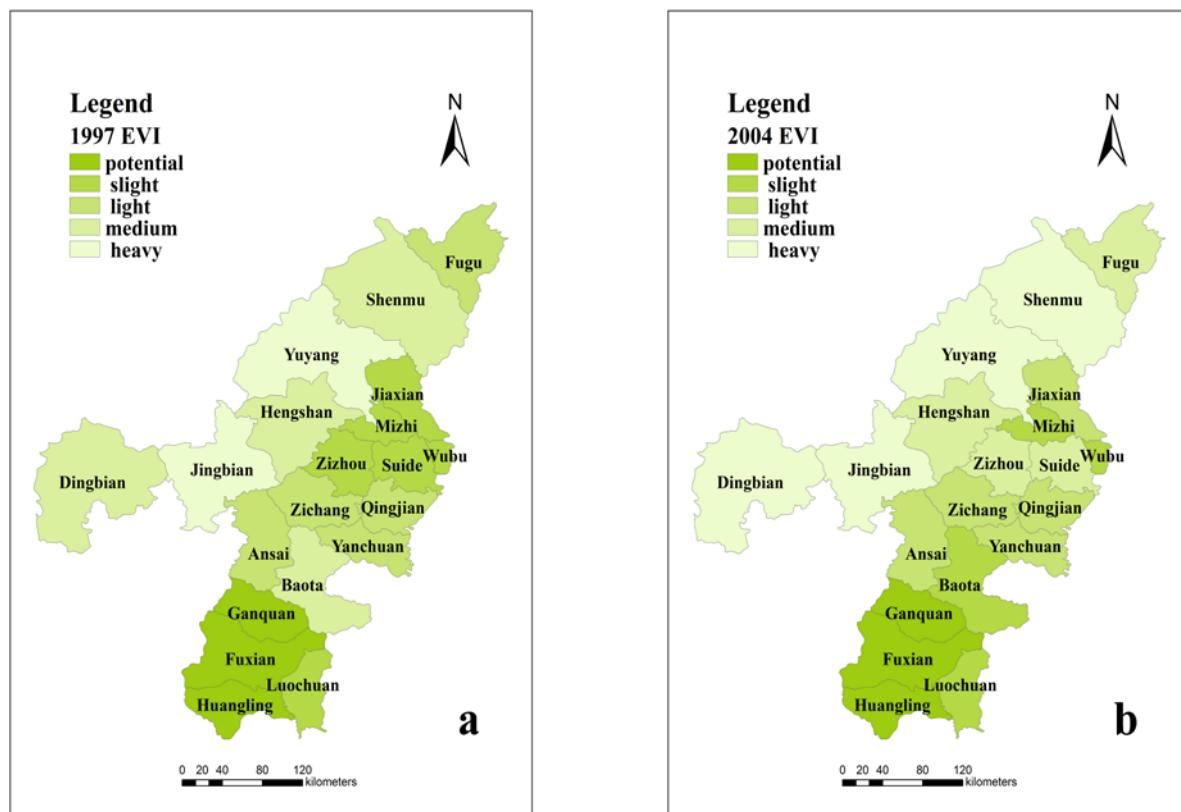 Legend
1997 EVI
potential
slight
light
medium
heavy
N
Fugu
Shenmu
Yuyang
Jiaxian
Hengshan
Mizhi
Wubu
Zizhou
Suide
Jingbian
Dingbian
Zichang
Qingjian
Yanchuan
Ansai
Baota
Ganquan
Fuxian
Luochuan
Huangling
a
0 20 40 80 120
kilometers
Legend
2004 EVI
potential
slight
light
medium
heavy
N
Fugu
Shenmu
Yuyang
Jiaxian
Hengshan
Mizhi
Wubu
Zizhou
Suide
Jingbian
Dingbian
Zichang
Qingjian
Yanchuan
Ansai
Baota
Ganquan
Fuxian
Luochuan
Huangling
b
0 20 40 80 120
kilometers